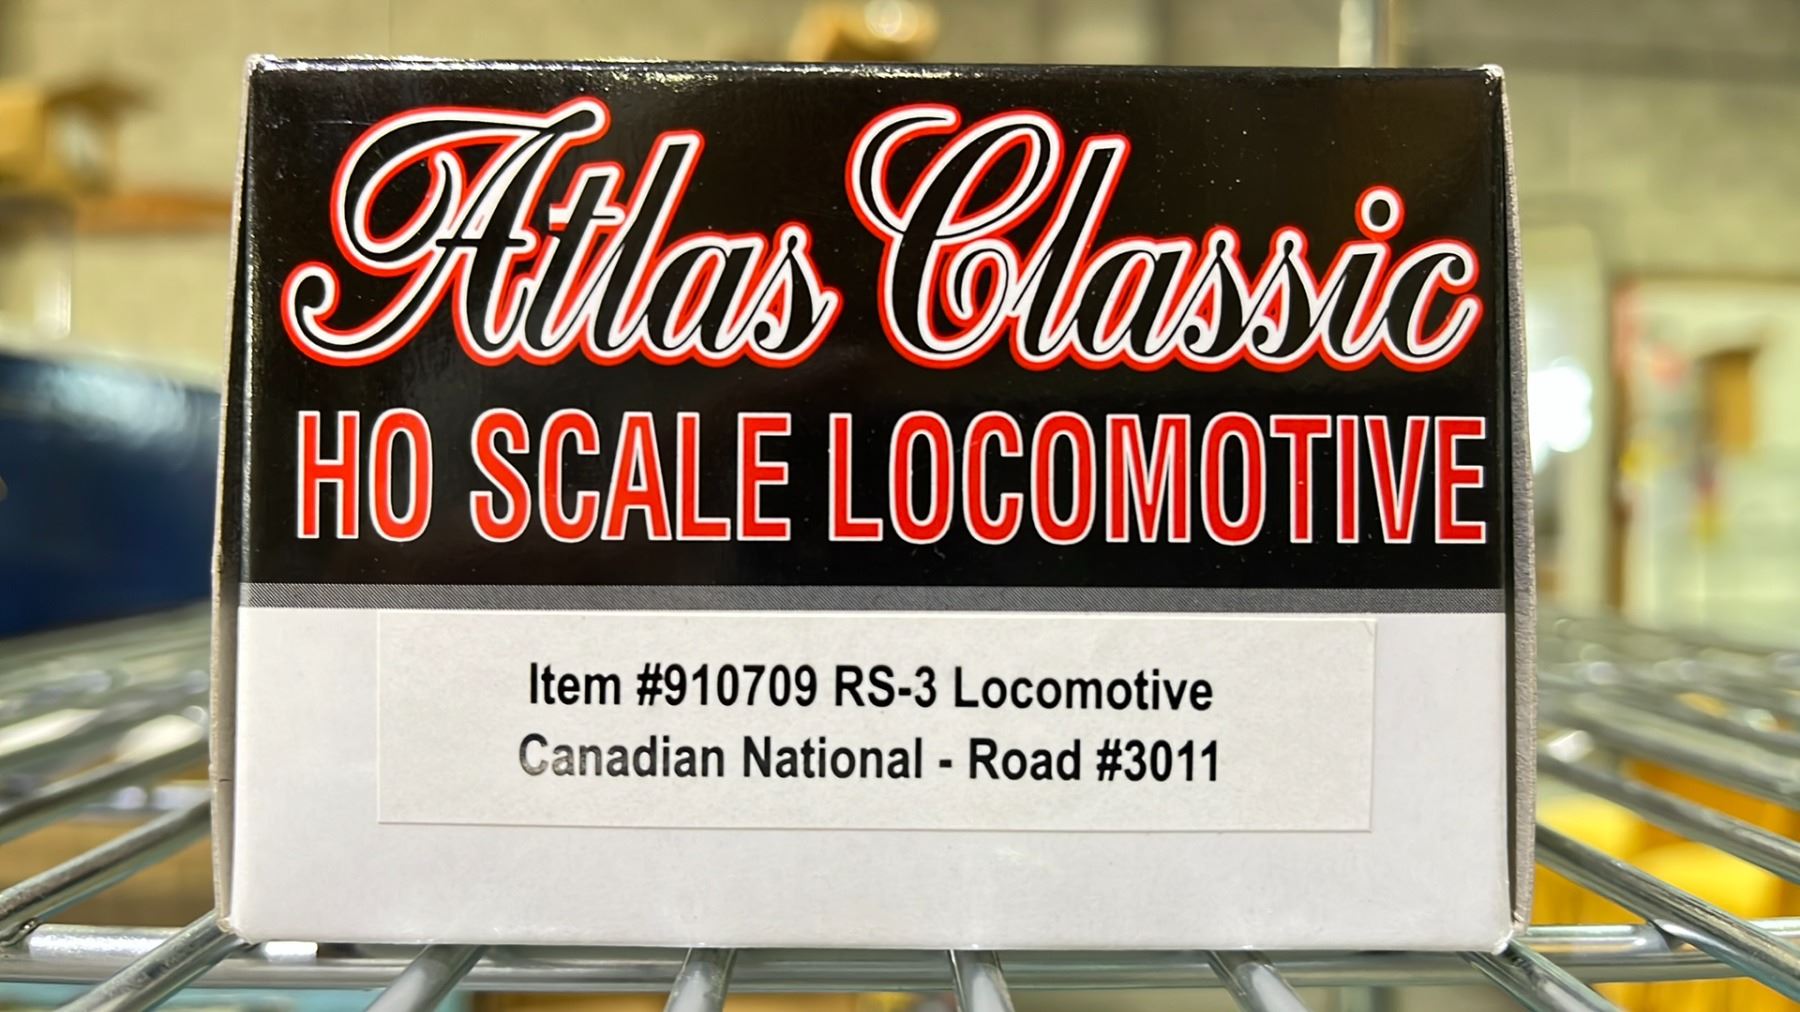 Atlas Classic
HO SCALE LOCOMOTIVE
Item #910709 RS-3 Locomotive
Canadian National - Road #3011